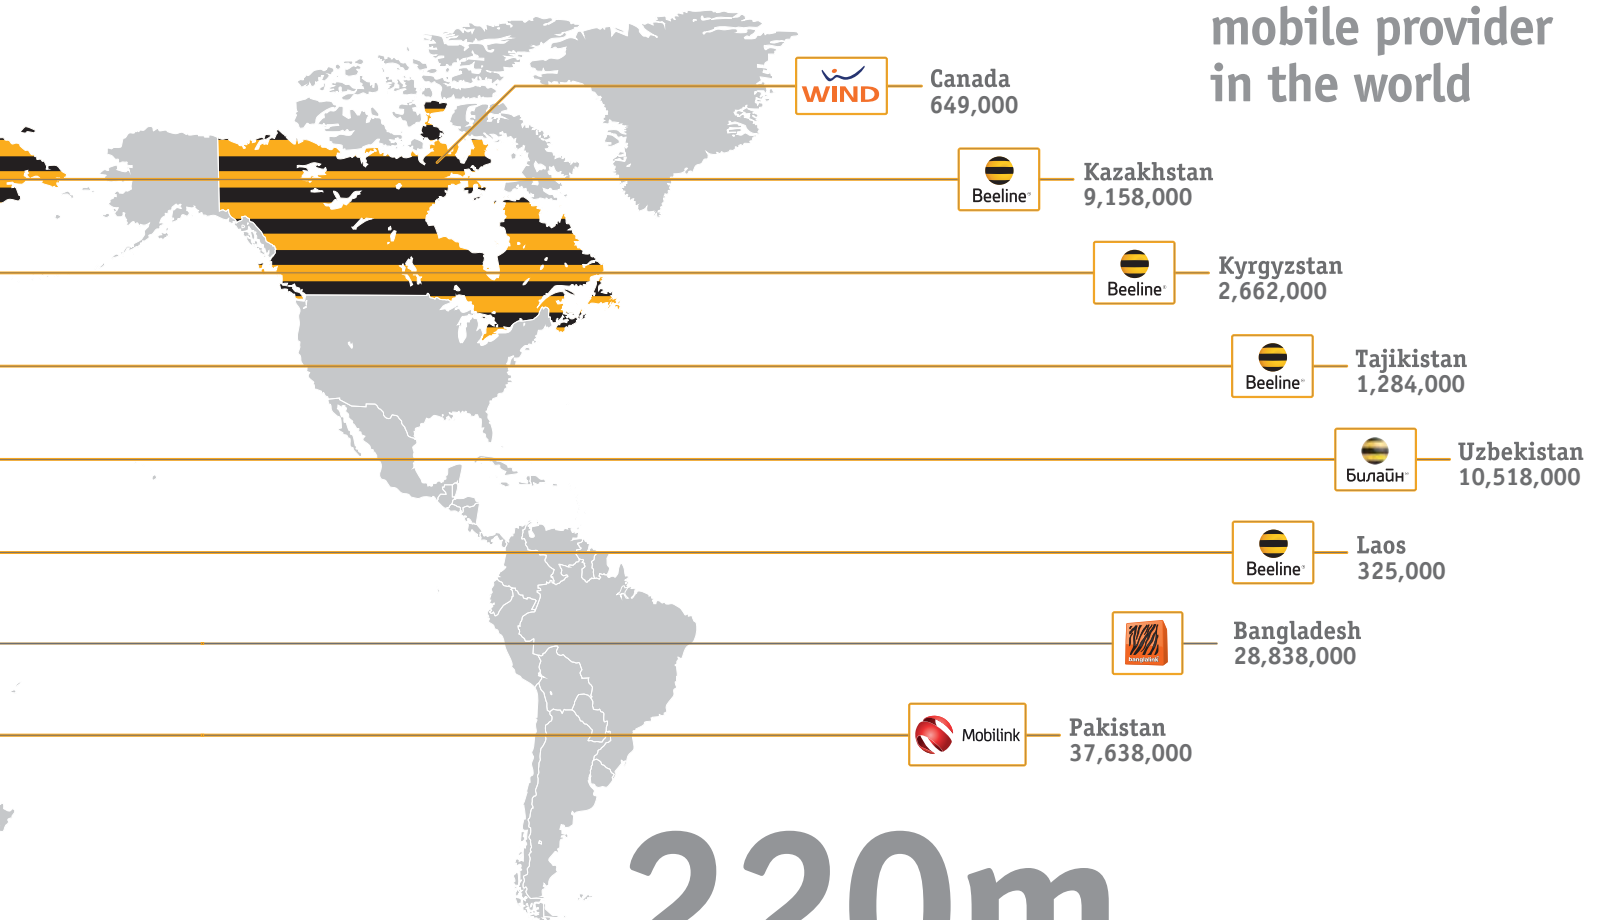 mobile provider
in the world
WIND
Canada
649,000
Beeline
Kazakhstan
9,158,000
Beeline
Kyrgyzstan
2,662,000
Beeline
Tajikistan
1,284,000
Билайн
Uzbekistan
10,518,000
Beeline
Laos
325,000
banglalink
Bangladesh
28,838,000
Mobilink
Pakistan
37,638,000
220m